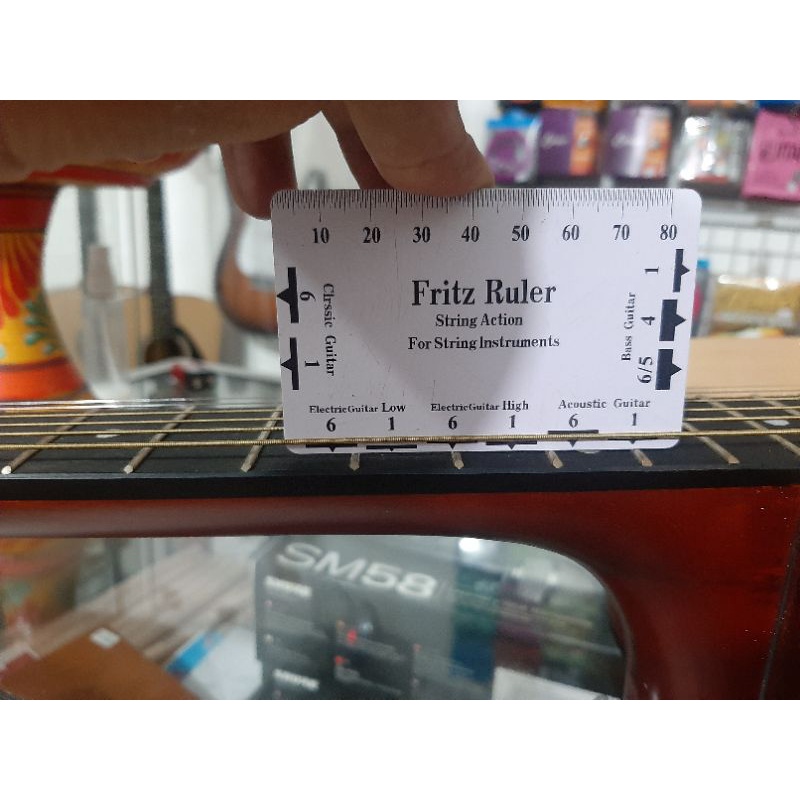 10 20 30 40 50 60 70 80
Fritz Ruler
String Action
For String Instruments
Clrssic Guitar
6 1
Bass Guitar
1 4 6/5
ElectricGuitar Low ElectricGuitar High Acoustic Guitar
6 1 6 1 6 1
SM58